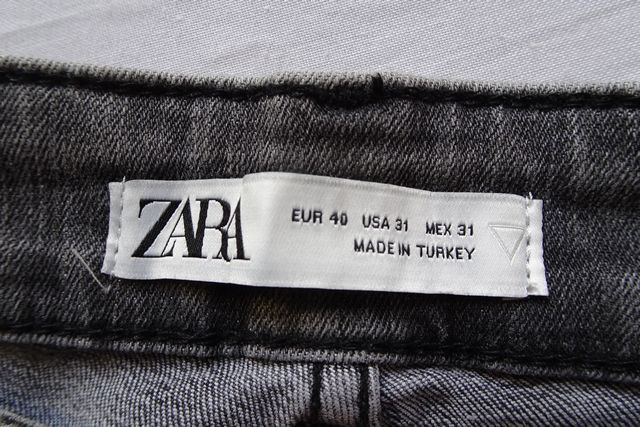 ZARA
EUR 40 USA 31 MEX 31
MADE IN TURKEY